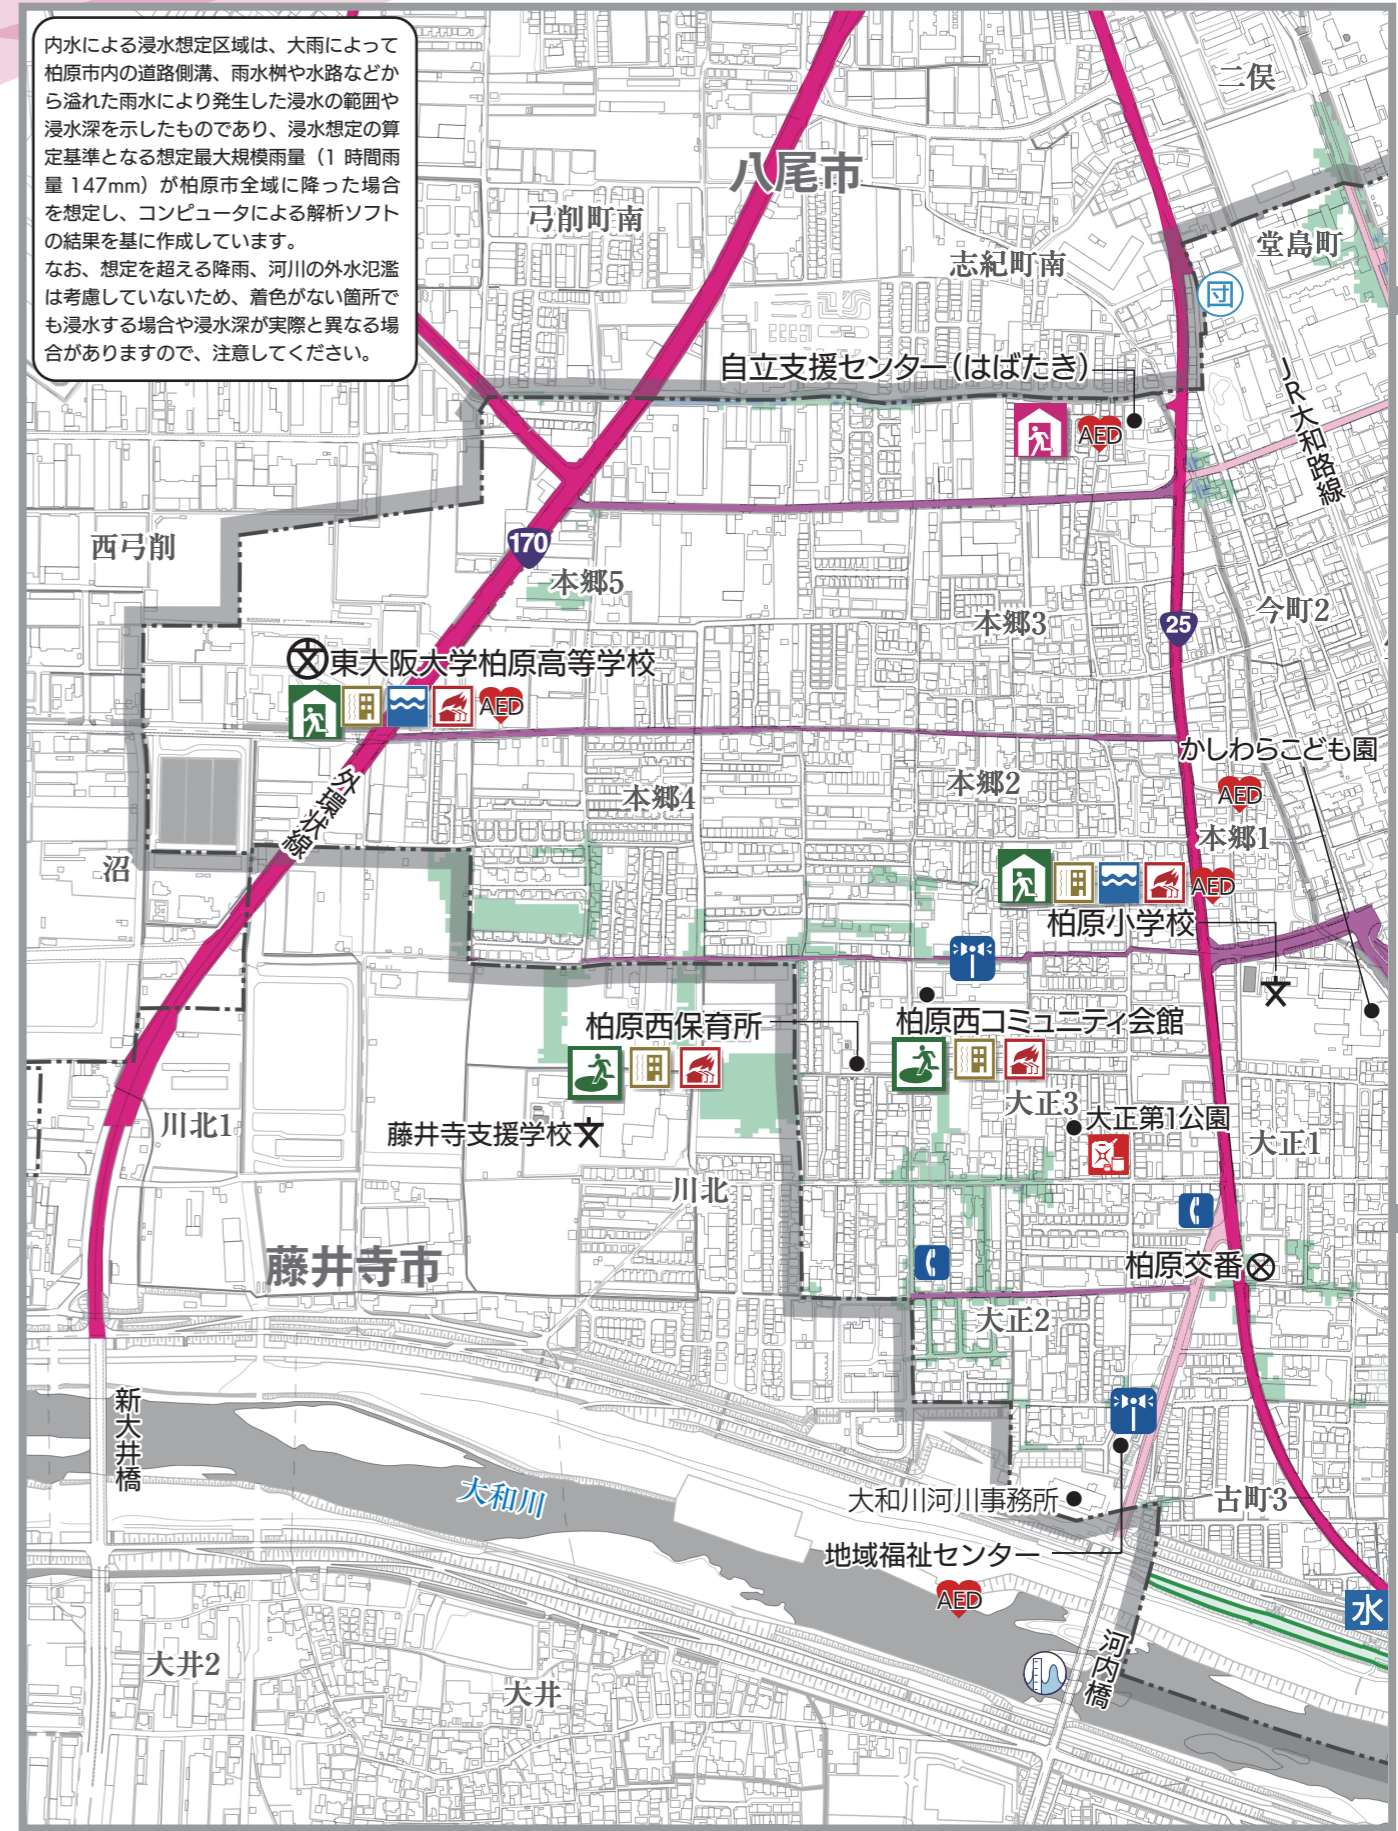 内水による浸水想定区域は、大雨によって
柏原市内の道路側溝、雨水桝や水路などか
ら溢れた雨水により発生した浸水の範囲や
浸水深を示したものであり、浸水想定の算
定基準となる想定最大規模雨量（1 時間雨
量 147mm）が柏原市全域に降った場合
を想定し、コンピュータによる解析ソフト
の結果を基に作成しています。
なお、想定を超える降雨、河川の外水氾濫
は考慮していないため、着色がない箇所で
も浸水する場合や浸水深が実際と異なる場
合がありますので、注意してください。
二俣
八尾市
弓削町南
堂島町
志紀町南
団
自立支援センター(はばたき)
AED
JR大和路線
西弓削
170
本郷5
本郷3
今町2
25
東大阪大学柏原高等学校
AED
かしわらこども園
AED
外環状線
本郷4
本郷2
本郷1
沼
AED
柏原小学校
文
柏原西保育所
柏原西コミュニティ会館
大正3
大正第1公園
川北1
藤井寺支援学校文
大正1
川北
藤井寺市
柏原交番
大正2
新大井橋
大和川
大和川河川事務所
古町3
地域福祉センター
AED
水
河内橋
大井2
大井